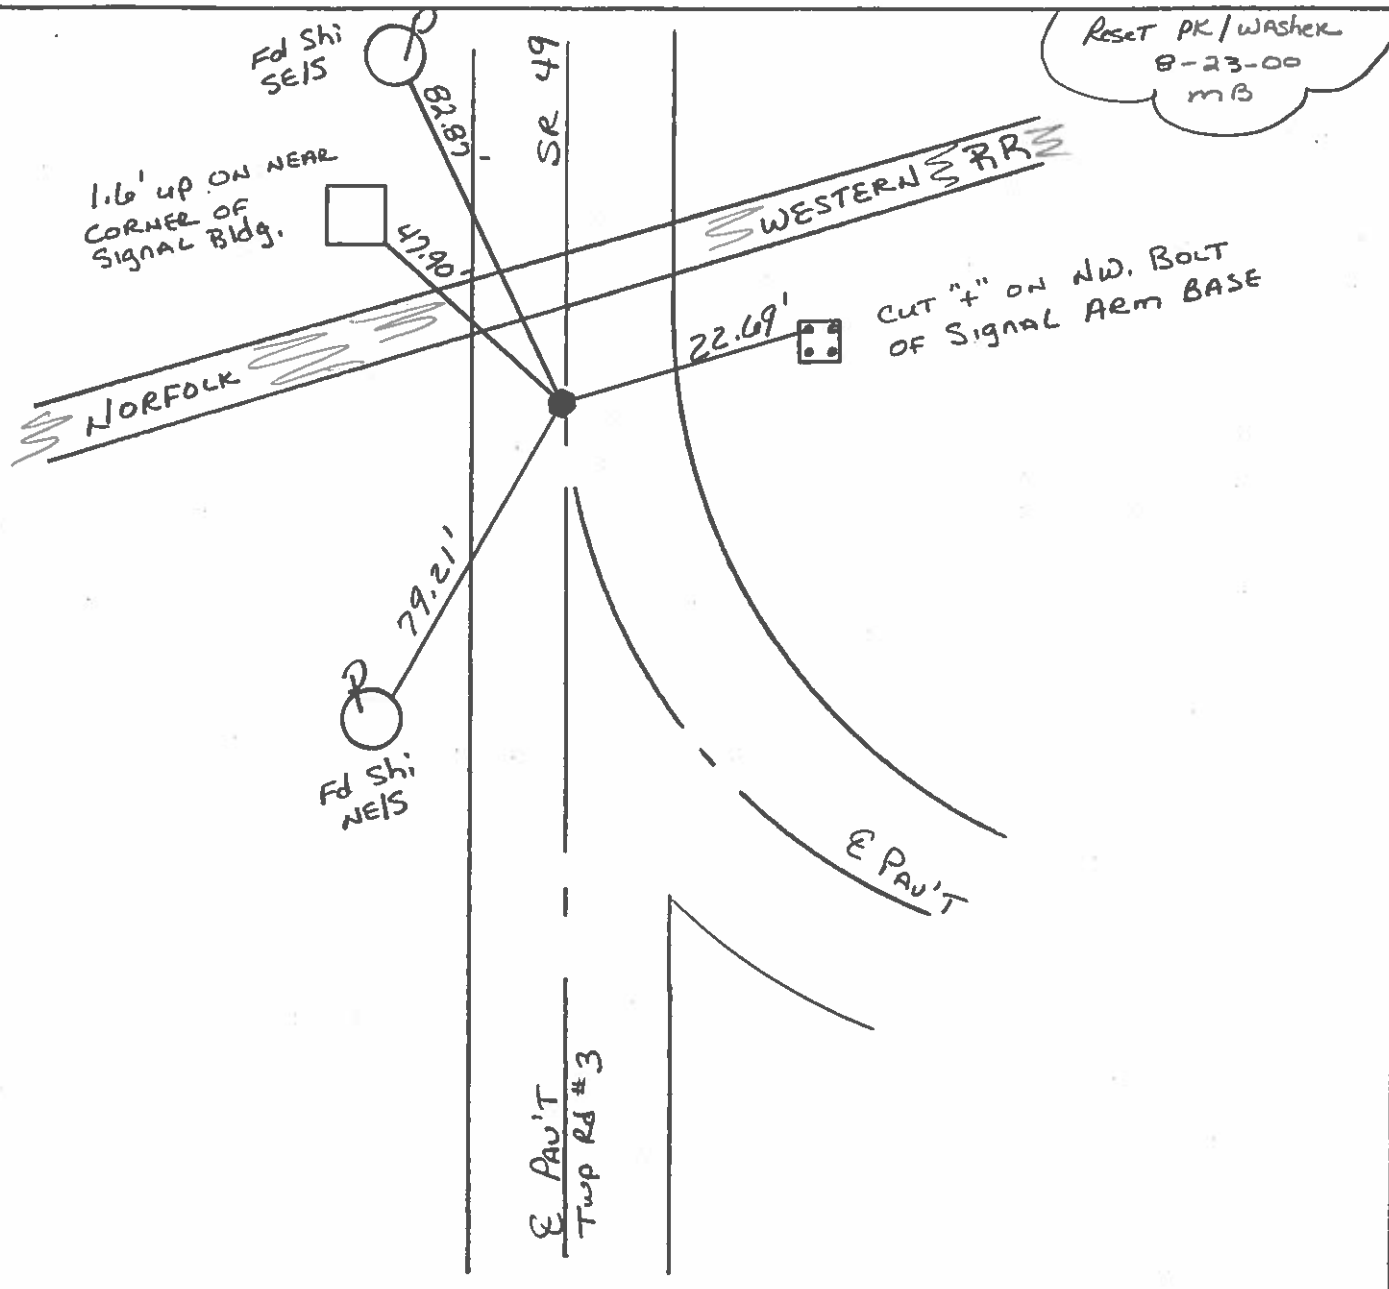 Reset PK/Washer
8-23-00
MB
Fd Shi
SE/S
82.87'
SR 49
1.6' up ON NEAR
CORNER OF
SIGNAL Bldg.
47.90'
NORFOLK WESTERN RR
22.69'
CUT "+" ON NW. BOLT
OF SIGNAL ARM BASE
79.21'
P
Fd Shi
NE/S
℄ PAV'T
℄ PAV'T
Twp Rd #3